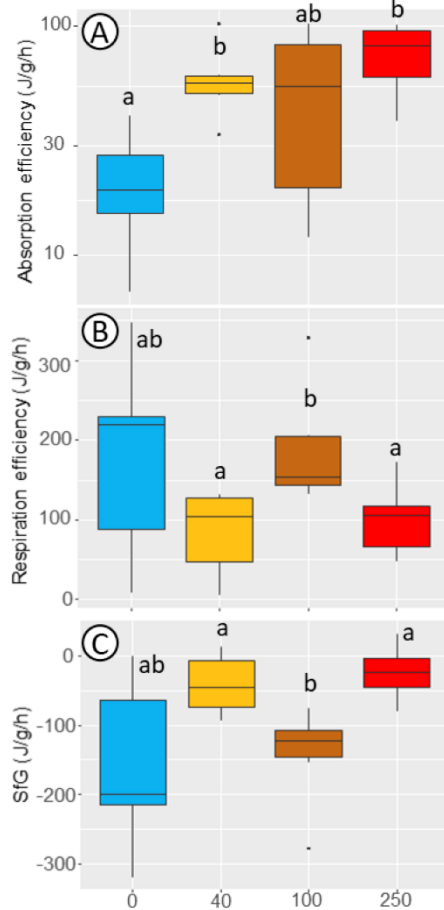 A
Absorption efficiency (J/g/h)
100
30
10
a
b
ab
b
B
Respiration efficiency (J/g/h)
300
200
100
0
ab
a
b
a
C
SfG (J/g/h)
0
-100
-200
-300
ab
a
b
a
0 40 100 250